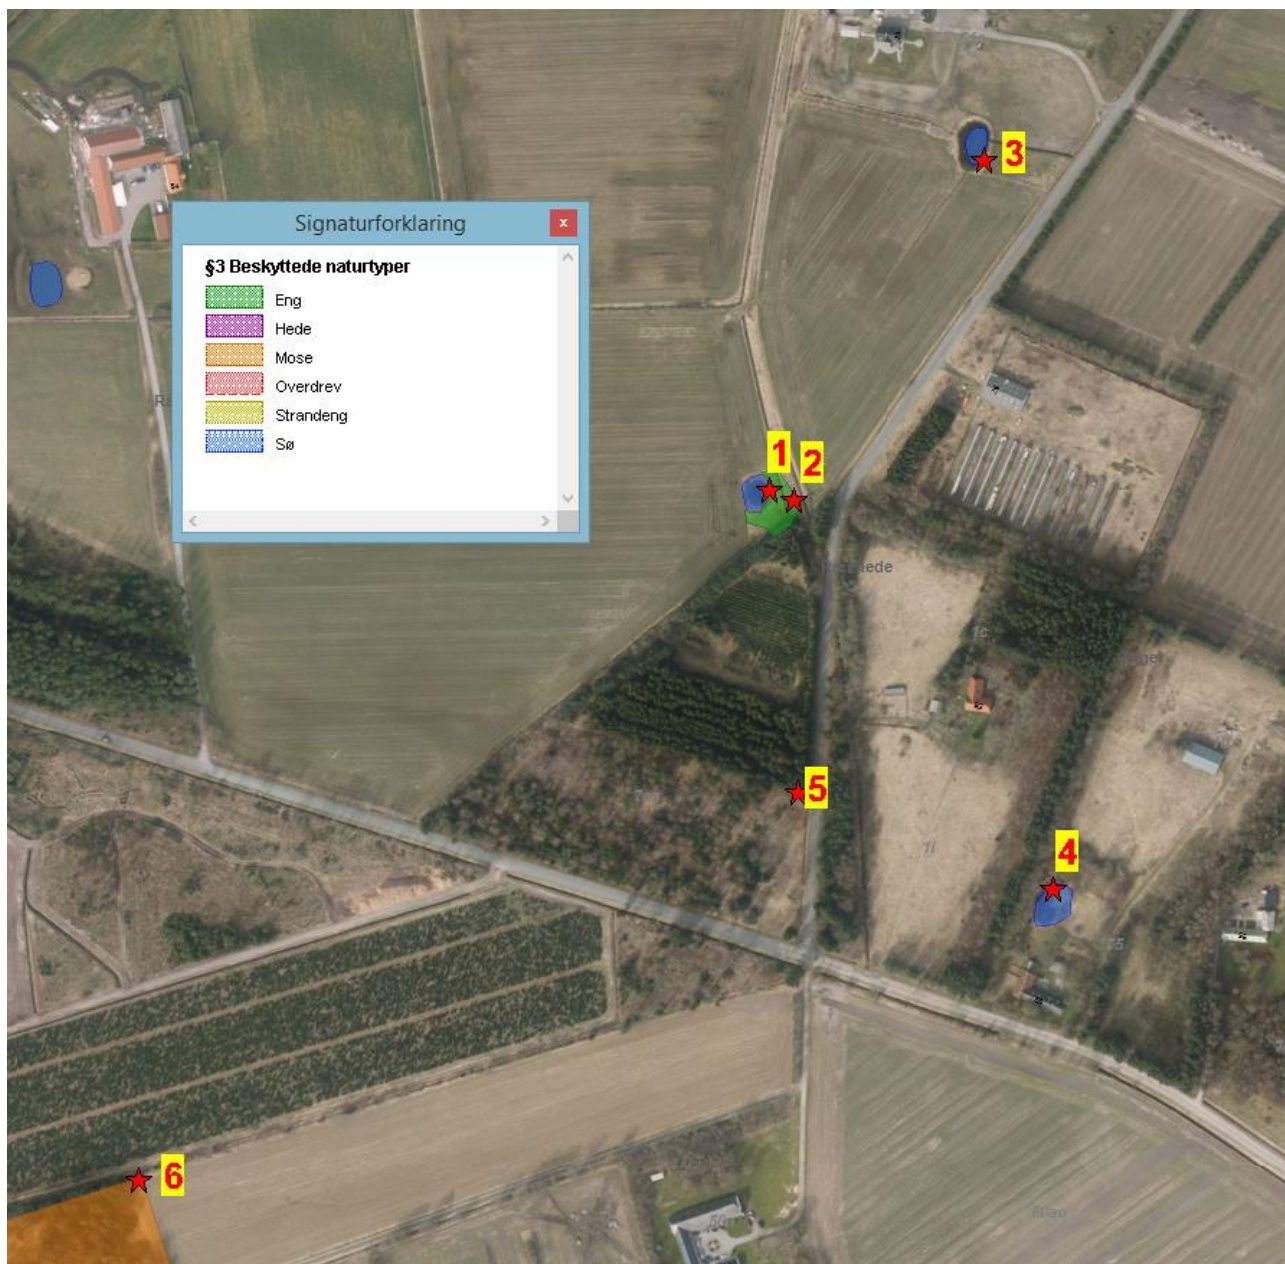 3
Signaturforklaring
x
§3 Beskyttede naturtyper
Eng
Hede
Mose
Overdrev
Strandeng
Sø
1
2
5
4
6